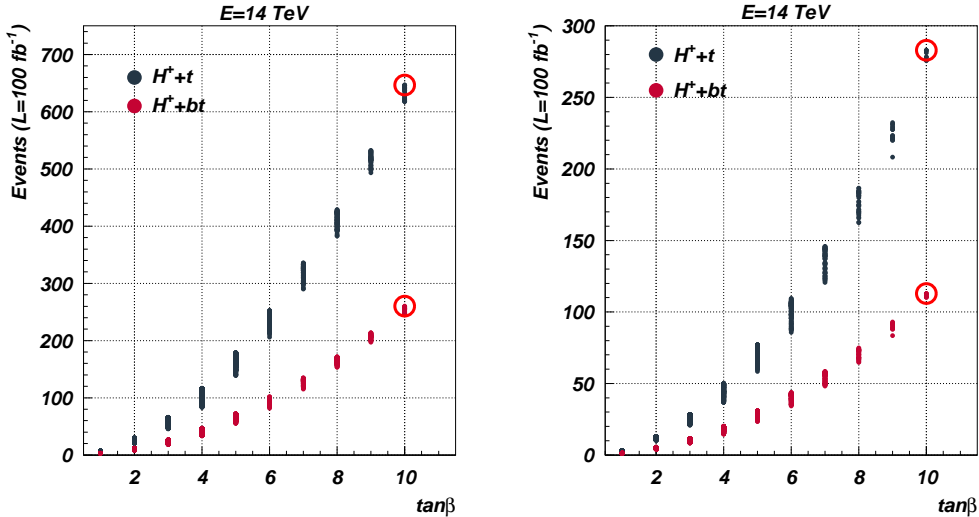 E=14 TeV
Events (L=100 fb⁻¹)
700
600
500
400
300
200
100
0
H⁺+t
H⁺+bt
2 4 6 8 10
tanβ
E=14 TeV
Events (L=100 fb⁻¹)
300
250
200
150
100
50
0
H⁺+t
H⁺+bt
2 4 6 8 10
tanβ